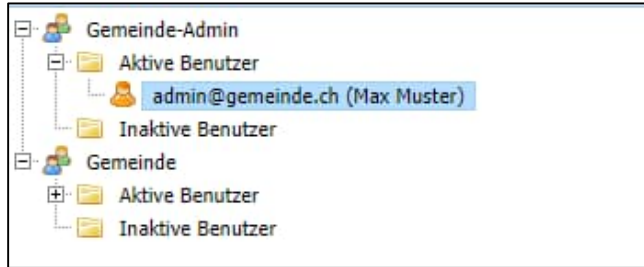 Gemeinde-Admin
Aktive Benutzer
admin@gemeinde.ch (Max Muster)
Inaktive Benutzer
Gemeinde
Aktive Benutzer
Inaktive Benutzer